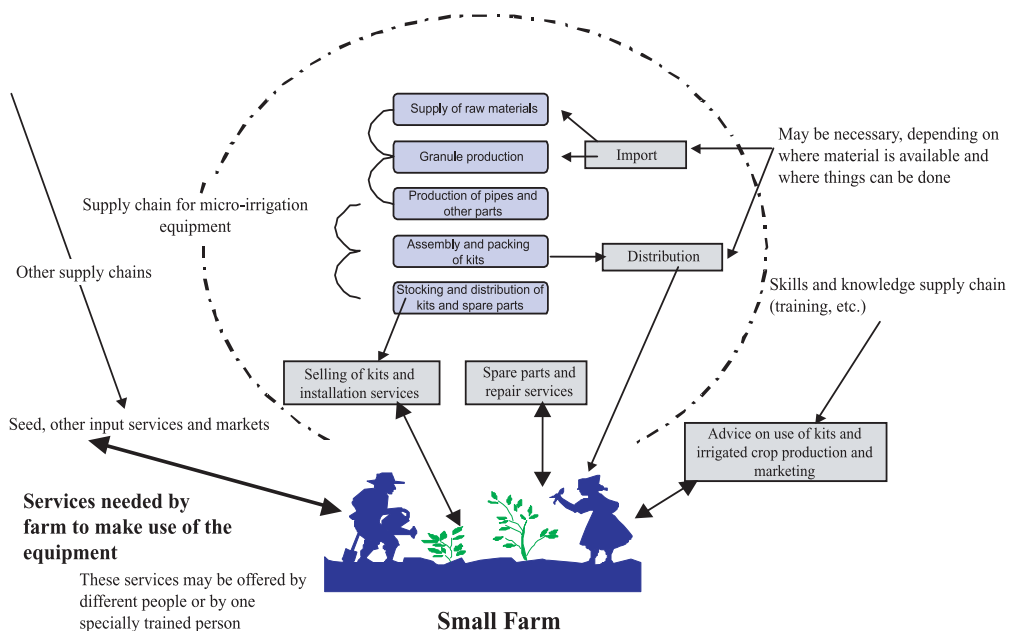 Supply of raw materials
Granule production
Import
May be necessary, depending on
where material is available and
where things can be done
Production of pipes and
other parts
Supply chain for micro-irrigation
equipment
Assembly and packing
of kits
Distribution
Other supply chains
Stocking and distribution of
kits and spare parts
Skills and knowledge supply chain
(training, etc.)
Selling of kits and
installation services
Spare parts and
repair services
Seed, other input services and markets
Advice on use of kits and
irrigated crop production and
marketing
Services needed by
farm to make use of the
equipment
These services may be offered by
different people or by one
specially trained person
Small Farm